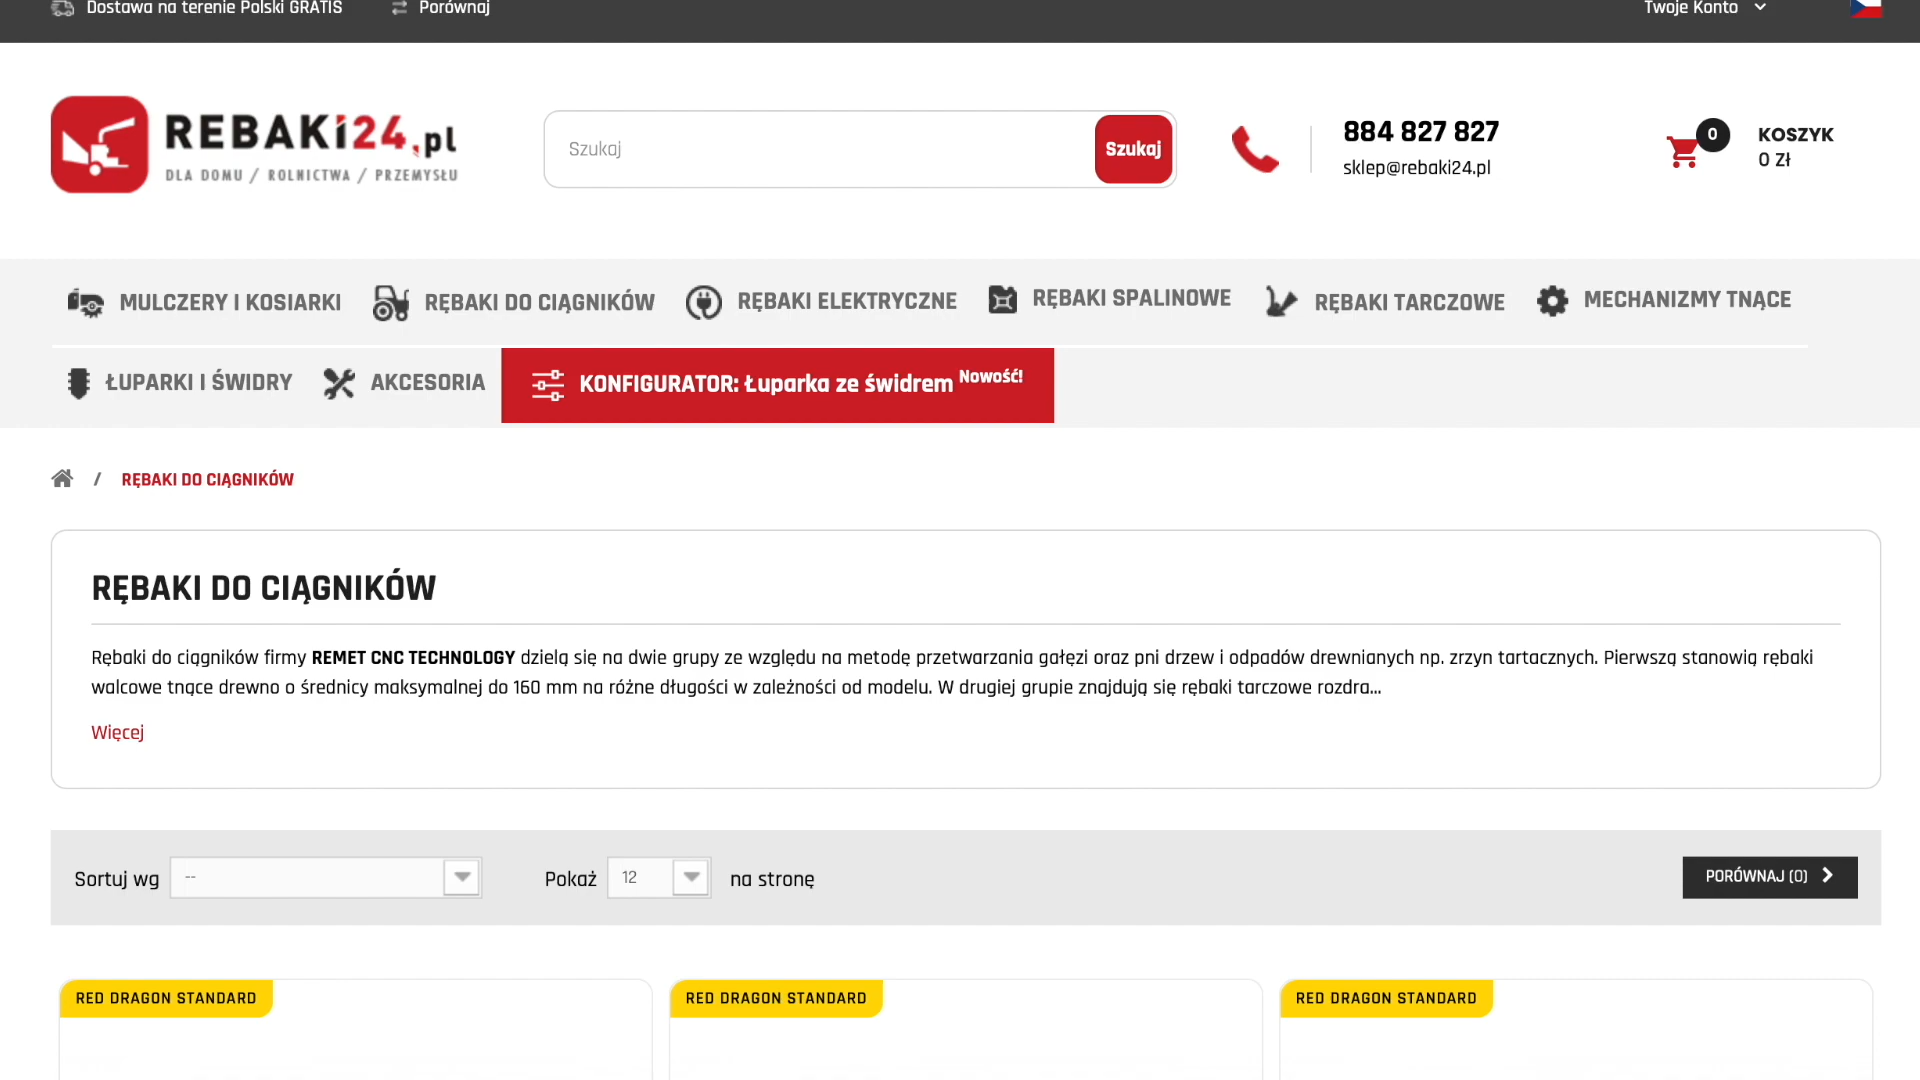 Dostawa na terenie Polski GRATIS
Porównaj
Twoje Konto
REBAKi24.pl
DLA DOMU / ROLNICTWA / PRZEMYSŁU
Szukaj
Szukaj
884 827 827
sklep@rebaki24.pl
0
KOSZYK
0 Zł
MULCZERY I KOSIARKI
RĘBAKI DO CIĄGNIKÓW
RĘBAKI ELEKTRYCZNE
RĘBAKI SPALINOWE
RĘBAKI TARCZOWE
MECHANIZMY TNĄCE
ŁUPARKI I ŚWIDRY
AKCESORIA
KONFIGURATOR: Łuparka ze świdrem Nowość!
/ RĘBAKI DO CIĄGNIKÓW
RĘBAKI DO CIĄGNIKÓW
Rębaki do ciągników firmy REMET CNC TECHNOLOGY dzielą się na dwie grupy ze względu na metodę przetwarzania gałęzi oraz pni drzew i odpadów drewnianych np. zrzyn tartacznych. Pierwszą stanowią rębaki
walcowe tnące drewno o średnicy maksymalnej do 160 mm na różne długości w zależności od modelu. W drugiej grupie znajdują się rębaki tarczowe rozdra...
Więcej
Sortuj wg
--
Pokaż
12
na stronę
PORÓWNAJ (0)
RED DRAGON STANDARD
RED DRAGON STANDARD
RED DRAGON STANDARD